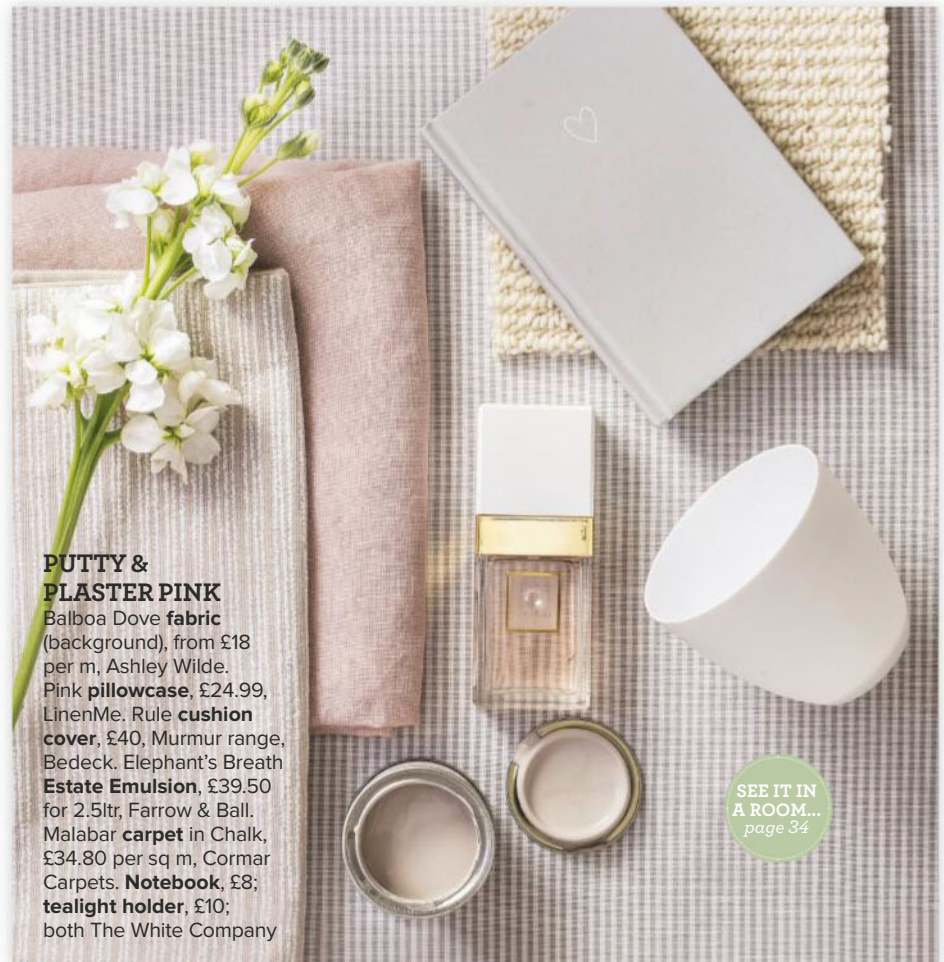 PUTTY &
PLASTER PINK
Balboa Dove fabric
(background), from £18
per m, Ashley Wilde.
Pink pillowcase, £24.99,
LinenMe. Rule cushion
cover, £40, Murmur range,
Bedeck. Elephant’s Breath
Estate Emulsion, £39.50
for 2.5ltr, Farrow & Ball.
Malabar carpet in Chalk,
£34.80 per sq m, Cormar
Carpets. Notebook, £8;
tealight holder, £10;
both The White Company
SEE IT IN
A ROOM...
page 34